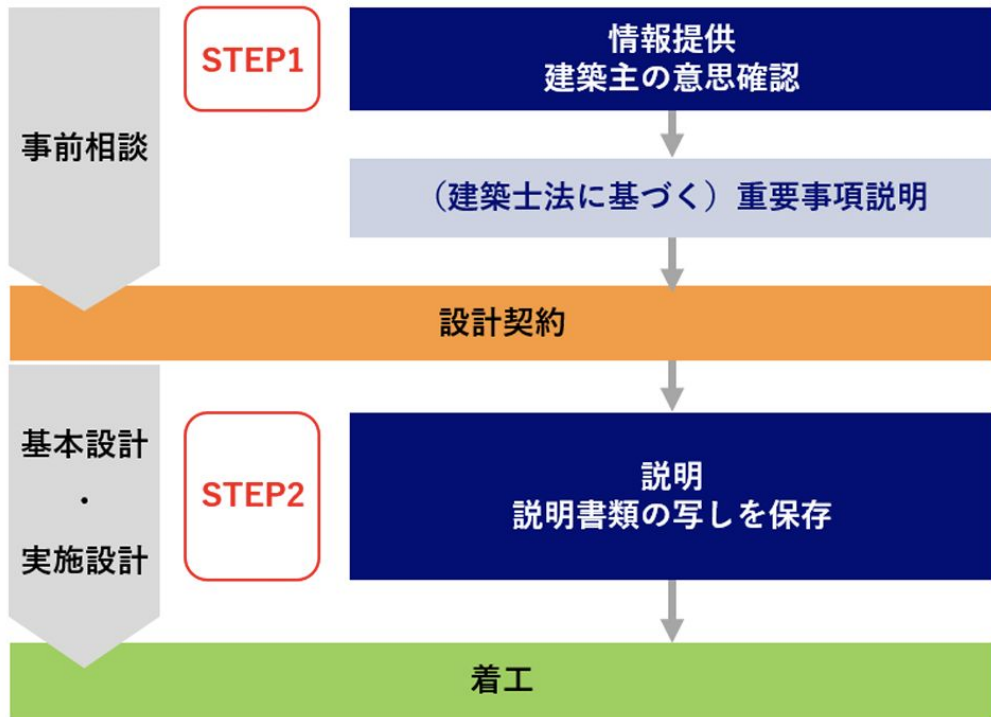 事前相談
STEP1
情報提供
建築主の意思確認
（建築士法に基づく）重要事項説明
設計契約
基本設計
・
実施設計
STEP2
説明
説明書類の写しを保存
着工